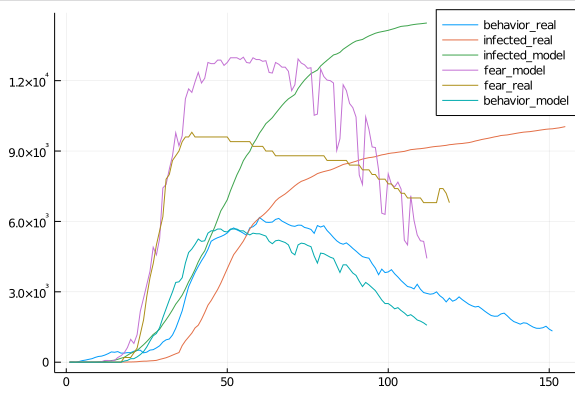 behavior_real
infected_real
infected_model
fear_model
fear_real
behavior_model
1.2×10⁴
9.0×10³
6.0×10³
3.0×10³
0
0 50 100 150